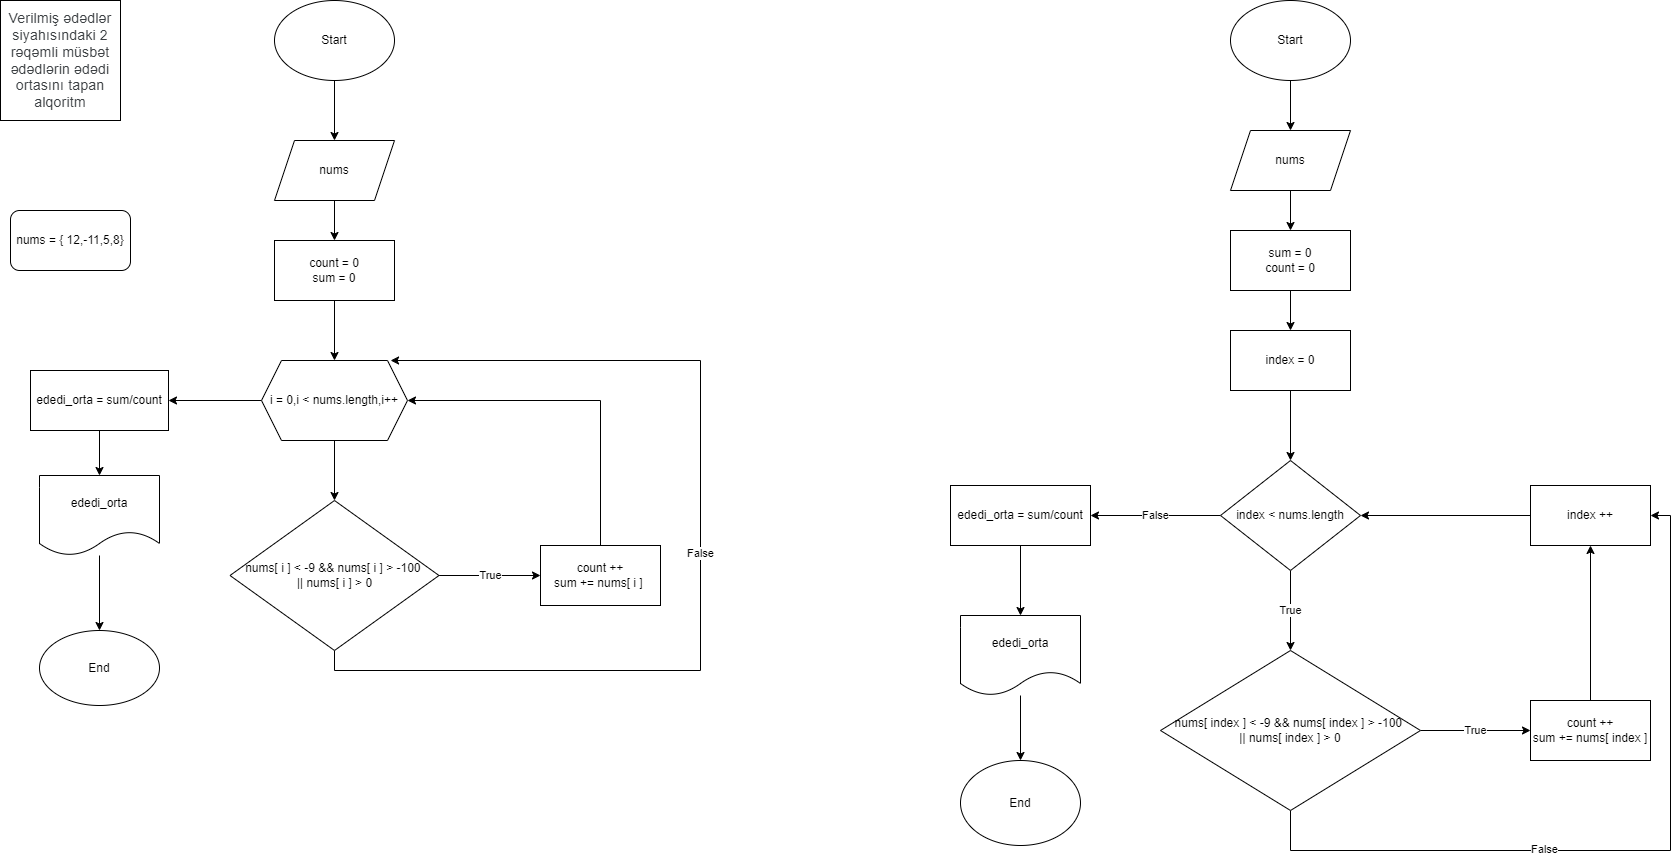 Verilmiş ədədlər
siyahısındaki 2
rəqəmli müsbət
ədədlərin ədədi
ortasını tapan
alqoritm
nums = { 12,-11,5,8}
Start
nums
count = 0
sum = 0
i = 0,i < nums.length,i++
ededi_orta = sum/count
ededi_orta
End
nums[ i ] < -9 && nums[ i ] > -100
|| nums[ i ] > 0
True
count ++
sum += nums[ i ]
False
Start
nums
sum = 0
count = 0
index = 0
index < nums.length
False
ededi_orta = sum/count
ededi_orta
End
True
nums[ index ] < -9 && nums[ index ] > -100
|| nums[ index ] > 0
True
count ++
sum += nums[ index ]
index ++
False